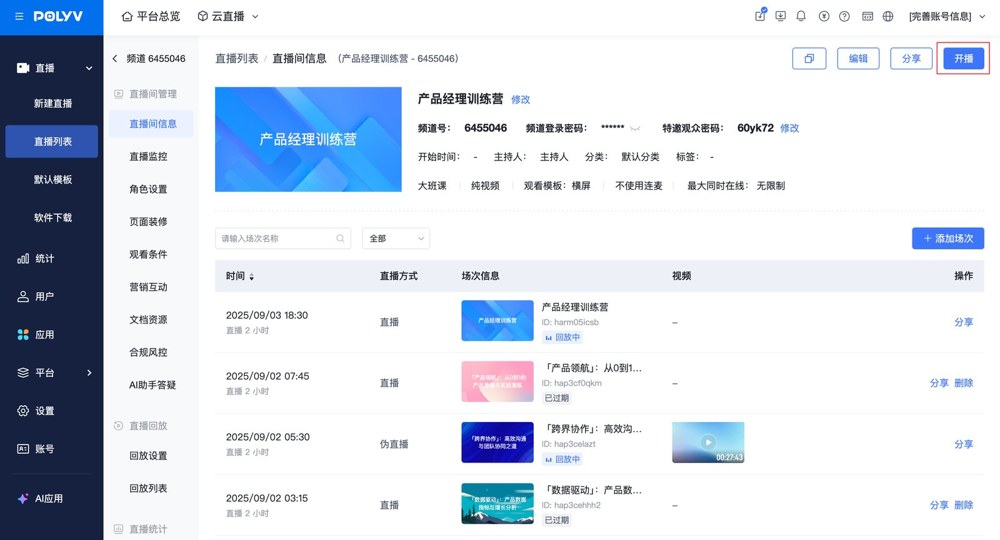 POLYV
平台总览
云直播
[完善账号信息]
直播
新建直播
直播列表
默认模板
软件下载
统计
用户
应用
平台
设置
账号
AI应用
频道 6455046
直播间管理
直播间信息
直播监控
角色设置
页面装修
观看条件
营销互动
文档资源
合规风控
AI助手答疑
直播回放
回放设置
回放列表
直播统计
直播列表 / 直播间信息 (产品经理训练营 - 6455046)
编辑
分享
开播
产品经理训练营
产品经理训练营 修改
频道号： 6455046 频道登录密码： ****** 特邀观众密码： 60yk72 修改
开始时间： - 主持人： 主持人 分类： 默认分类 标签： -
大班课 纯视频 观看模板：横屏 不使用连麦 最大同时在线： 无限制
请输入场次名称
全部
+ 添加场次
时间 直播方式 场次信息 视频 操作
2025/09/03 18:30
直播 2 小时
直播
产品经理训练营
产品经理训练营
ID: harm05icsb
回放中
–
分享
2025/09/02 07:45
直播 2 小时
直播
「产品领航」：从0到1的
产品思维与实战演练
「产品领航」：从0到1...
ID: hap3cf0qkm
已过期
–
分享 删除
2025/09/02 05:30
直播 2 小时
伪直播
「跨界协作」：高效沟通
与团队协同之道
「跨界协作」：高效沟...
ID: hap3celazt
回放中
00:27:43
分享
2025/09/02 03:15
直播 2 小时
直播
「数据驱动」：产品数据
指标与增长分析
「数据驱动」：产品数...
ID: hap3cehhh2
已过期
–
分享 删除